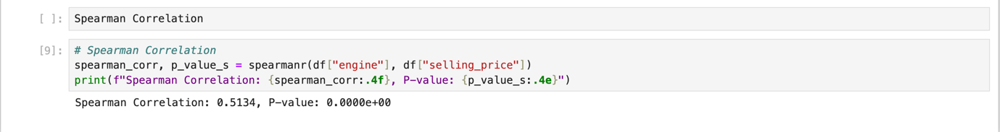 [ ]: Spearman Correlation
[9]: # Spearman Correlation
spearman_corr, p_value_s = spearmanr(df["engine"], df["selling_price"])
print(f"Spearman Correlation: {spearman_corr:.4f}, P-value: {p_value_s:.4e}")
Spearman Correlation: 0.5134, P-value: 0.0000e+00